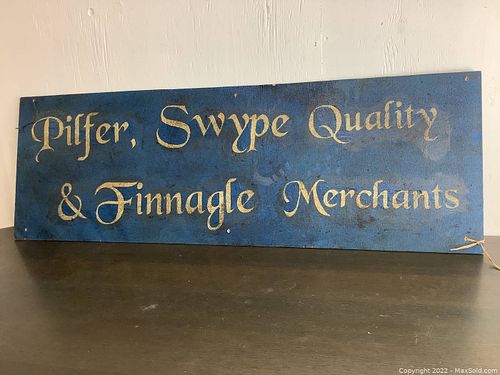 Pilfer, Swype Quality
& Finnagle Merchants
Copyright 2022 - MaxSold.com